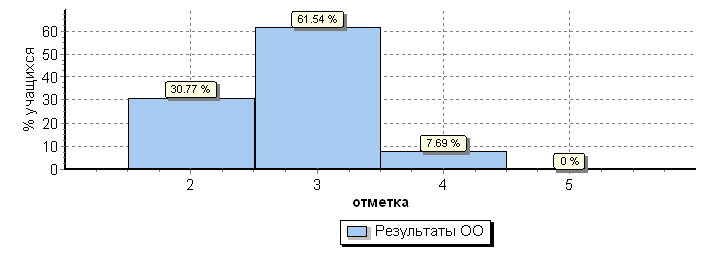 % учащихся
60
50
40
30
20
10
0
30.77 %
61.54 %
7.69 %
0 %
2 3 4 5
отметка
Результаты ОО